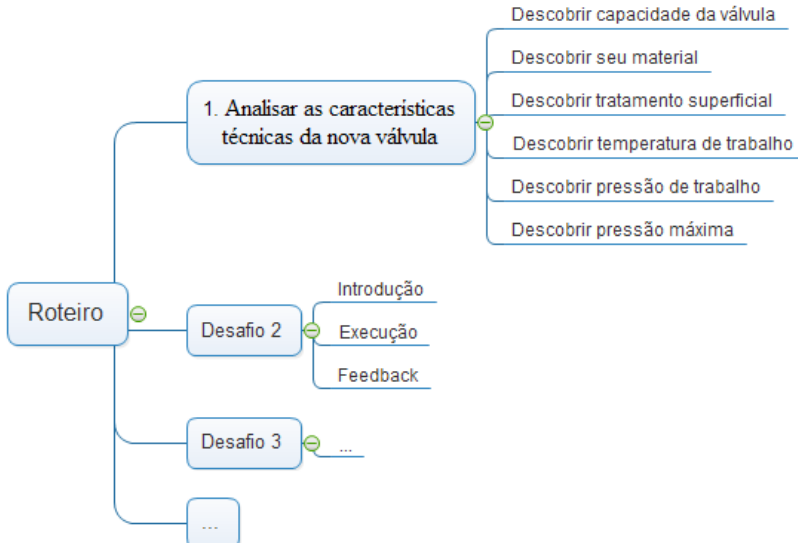 Descobrir capacidade da válvula
Descobrir seu material
1. Analisar as características
técnicas da nova válvula
Descobrir tratamento superficial
Descobrir temperatura de trabalho
Descobrir pressão de trabalho
Descobrir pressão máxima
Roteiro
Desafio 2
Introdução
Execução
Feedback
Desafio 3
...
...